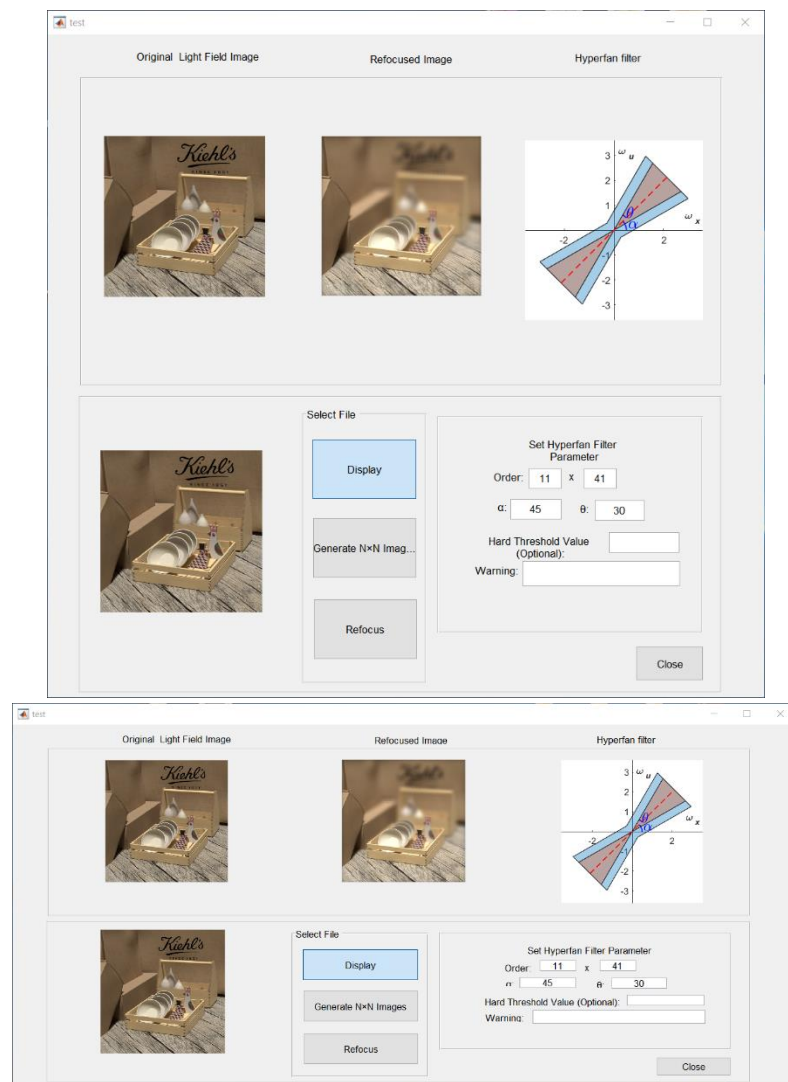 test
Original Light Field Image Refocused Image Hyperfan filter
Kiehl's
SINCE 1851
Kiehl's
3
ω u
1
θ
ω x
α
-2
2
-1
-2
-3
Select File
Display
Generate N×N Imag...
Refocus
Kiehl's
SINCE 1851
Set Hyperfan Filter
Parameter
Order: 11 x 41
α: 45 θ: 30
Hard Threshold Value
(Optional):
Warning:
Close
test
Original Light Field Image Refocused Image Hyperfan filter
Kiehl's
Kiehl's
3
ω u
2
1
θ
ω x
α
-2
2
-1
-2
-3
Kiehl's
Select File
Display
Generate N×N Images
Refocus
Set Hyperfan Filter Parameter
Order: 11 x 41
α: 45 θ: 30
Hard Threshold Value (Optional):
Warning:
Close